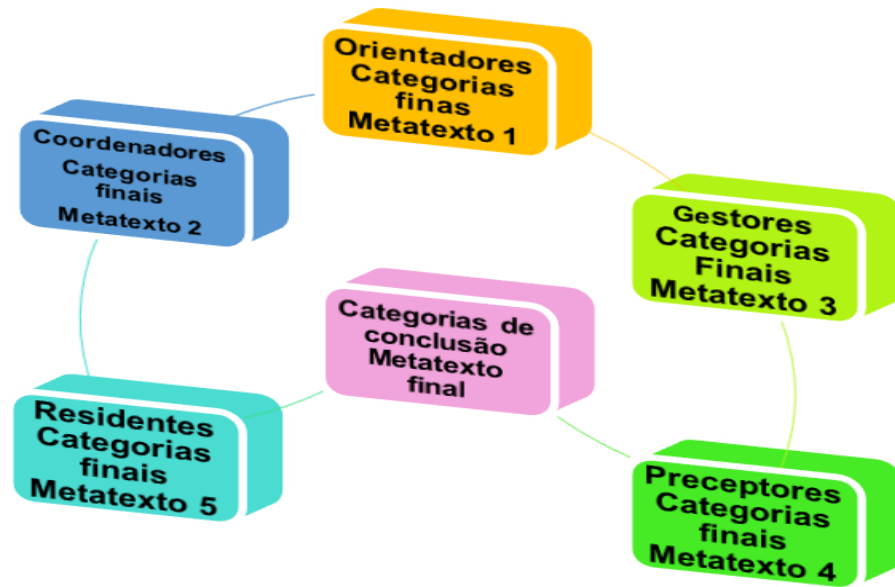 Orientadores
Categorias
finas
Metatexto 1
Coordenadores
Categorias
finais
Metatexto 2
Gestores
Categorias
Finais
Metatexto 3
Categorias de
conclusão
Metatexto
final
Residentes
Categorias
finais
Metatexto 5
Preceptores
Categorias
finais
Metatexto 4